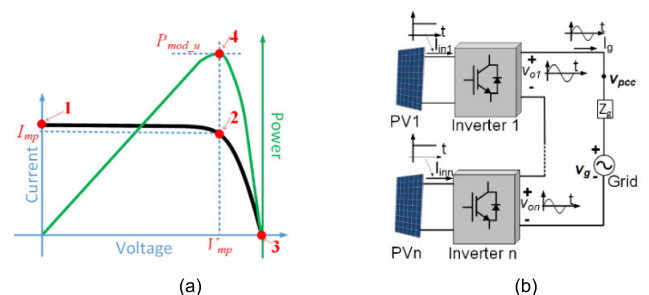 P_mod_u
4
1
I_mp
2
Current
Power
Voltage
V_mp
3
(a)
t
t
I_in1
I_g
+
V_o1
t
v_pcc
-
PV1
Inverter 1
Z_g
t
I_inn
+
v_g
-
Grid
+
V_on
t
-
PVn
Inverter n
(b)